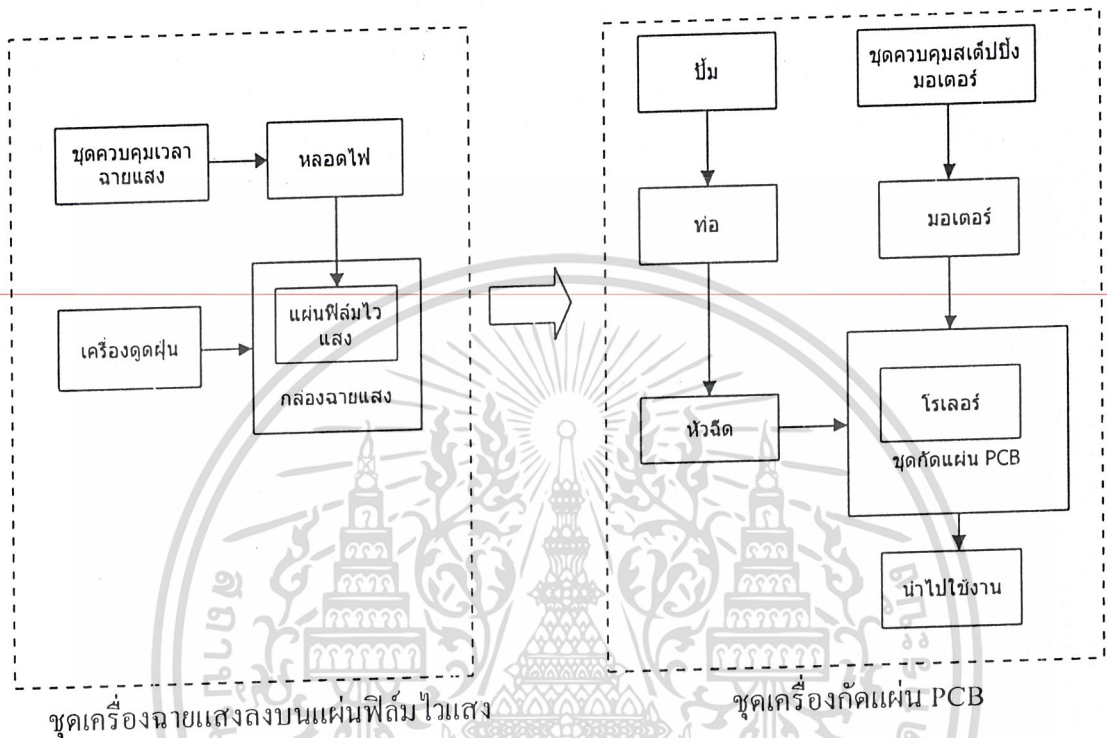 ชุดควบคุมเวลา
ฉายแสง
หลอดไฟ
เครื่องดูดฝุ่น
แผ่นฟิล์มไว
แสง
กล่องฉายแสง
ชุดเครื่องฉายแสงลงบนแผ่นฟิล์มไวแสง
ปั๊ม
ชุดควบคุมสเต็ปปิ้ง
มอเตอร์
ท่อ
มอเตอร์
หัวฉีด
โรเลอร์
ชุดกัดแผ่น PCB
นำไปใช้งาน
ชุดเครื่องกัดแผ่น PCB